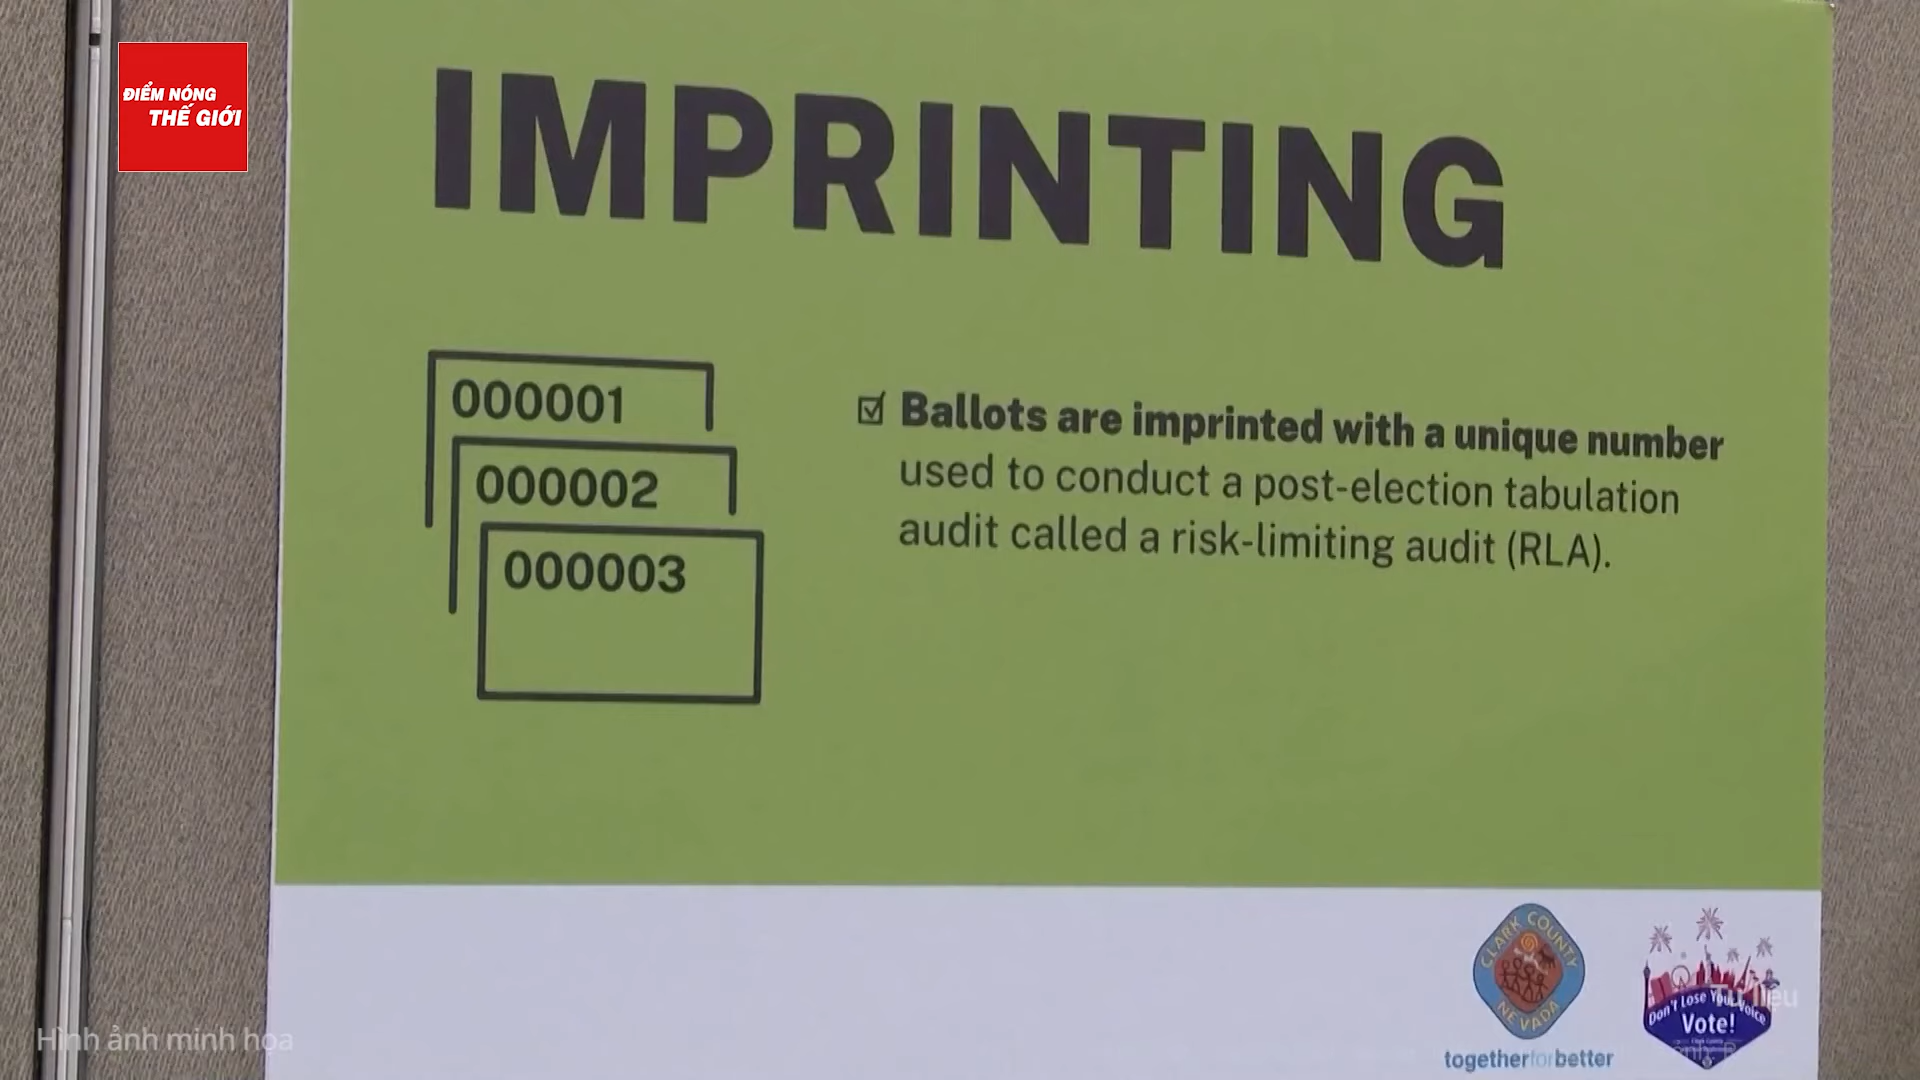 ĐIỂM NÓNG
THẾ GIỚI
IMPRINTING
000001
000002
000003
Ballots are imprinted with a unique number
used to conduct a post-election tabulation
audit called a risk-limiting audit (RLA).
CLARK COUNTY
NEVADA
togetherforbetter
Don't Lose Your Voice
Vote!
Tư liệu
Hình ảnh minh họa